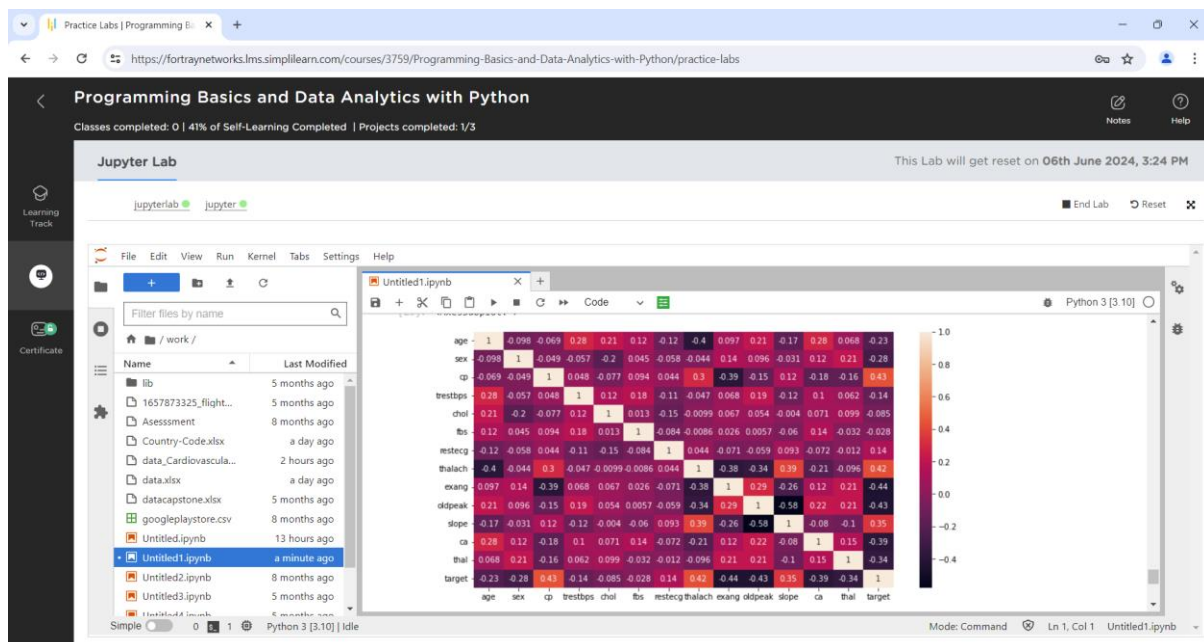 Practice Labs | Programming Ba
https://fortraynetworks.lms.simplilearn.com/courses/3759/Programming-Basics-and-Data-Analytics-with-Python/practice-labs
Programming Basics and Data Analytics with Python
Classes completed: 0 | 41% of Self-Learning Completed | Projects completed: 1/3
Notes
Help
Learning
Track
Certificate
Jupyter Lab
This Lab will get reset on 06th June 2024, 3:24 PM
jupyterlab jupyter
End Lab Reset
File Edit View Run Kernel Tabs Settings Help
Filter files by name
/ work /
Name Last Modified
lib 5 months ago
1657873325_flight... 5 months ago
Asesssment 8 months ago
Country-Code.xlsx a day ago
data_Cardiovascula... 2 hours ago
data.xlsx a day ago
datacapstone.xlsx 5 months ago
googleplaystore.csv 8 months ago
Untitled.ipynb 13 hours ago
Untitled1.ipynb a minute ago
Untitled2.ipynb 8 months ago
Untitled3.ipynb 5 months ago
Untitled1.ipynb
Code
Python 3 [3.10]
age 1 -0.098 -0.069 0.28 0.21 0.12 -0.12 -0.4 0.097 0.21 -0.17 0.28 0.068 -0.23
sex -0.098 1 -0.049 -0.057 -0.2 0.045 -0.058 -0.044 0.14 0.096 -0.031 0.12 0.21 -0.28
cp -0.069 -0.049 1 0.048 -0.077 0.094 0.044 0.3 -0.39 -0.15 0.12 -0.18 -0.16 0.43
trestbps 0.28 -0.057 0.048 1 0.12 0.18 -0.11 -0.047 0.068 0.19 -0.12 0.1 0.062 -0.14
chol 0.21 -0.2 -0.077 0.12 1 0.013 -0.15 -0.0099 0.067 0.054 -0.004 0.071 0.099 -0.085
fbs 0.12 0.045 0.094 0.18 0.013 1 -0.084 -0.0086 0.026 0.0057 -0.06 0.14 -0.032 -0.028
restecg -0.12 -0.058 0.044 -0.11 -0.15 -0.084 1 0.044 -0.071 -0.059 0.093 -0.072 -0.012 0.14
thalach -0.4 -0.044 0.3 -0.047 -0.0099 -0.0086 0.044 1 -0.38 -0.34 0.39 -0.21 -0.096 0.42
exang 0.097 0.14 -0.39 0.068 0.067 0.026 -0.071 -0.38 1 0.29 -0.26 0.12 0.21 -0.44
oldpeak 0.21 0.096 -0.15 0.19 0.054 0.0057 -0.059 -0.34 0.29 1 -0.58 0.22 0.21 -0.43
slope -0.17 -0.031 0.12 -0.12 -0.004 -0.06 0.093 0.39 -0.26 -0.58 1 -0.08 -0.1 0.35
ca 0.28 0.12 -0.18 0.1 0.071 0.14 -0.072 -0.21 0.12 0.22 -0.08 1 0.15 -0.39
thal 0.068 0.21 -0.16 0.062 0.099 -0.032 -0.012 -0.096 0.21 0.21 -0.1 0.15 1 -0.34
target -0.23 -0.28 0.43 -0.14 -0.085 -0.028 0.14 0.42 -0.44 -0.43 0.35 -0.39 -0.34 1
age sex cp trestbps chol fbs restecg thalach exang oldpeak slope ca thal target
1.0
0.8
0.6
0.4
0.2
0.0
−0.2
−0.4
Simple 0 1 Python 3 [3.10] | Idle
Mode: Command Ln 1, Col 1 Untitled1.ipynb